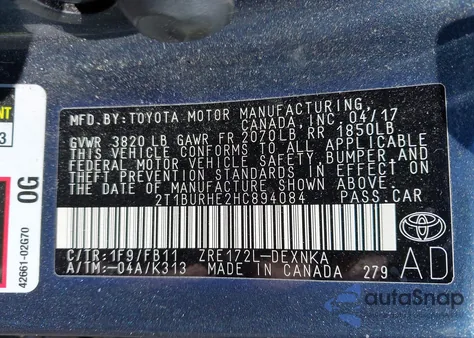 MFD.BY:TOYOTA MOTOR MANUFACTURING,
CANADA,INC. 04/17
GVWR 3820LB GAWR FR 2070LB RR 1850LB
THIS VEHICLE CONFORMS TO ALL APPLICABLE
FEDERAL MOTOR VEHICLE SAFETY,BUMPER,AND
THEFT PREVENTION STANDARDS IN EFFECT ON
THE DATE OF MANUFACTURE SHOWN ABOVE.
2T1BURHE2HC894084 PASS.CAR
C/TR:1F9/FB11 ZRE172L-DEXNKA
A/TM:-04A/K313 MADE IN CANADA 279
AD
TOYOTA
0G
42661-02G70
3
autoSnap